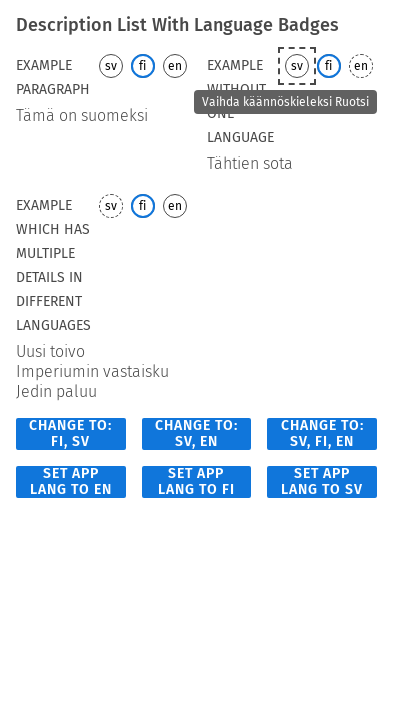 Description List With Language Badges
EXAMPLE
PARAGRAPH
sv fi en
Tämä on suomeksi
EXAMPLE
WITHOUT
ONE
LANGUAGE
sv fi en
Vaihda käännöskieleksi Ruotsi
Tähtien sota
EXAMPLE
WHICH HAS
MULTIPLE
DETAILS IN
DIFFERENT
LANGUAGES
sv fi en
Uusi toivo
Imperiumin vastaisku
Jedin paluu
CHANGE TO:
FI, SV
CHANGE TO:
SV, EN
CHANGE TO:
SV, FI, EN
SET APP
LANG TO EN
SET APP
LANG TO FI
SET APP
LANG TO SV